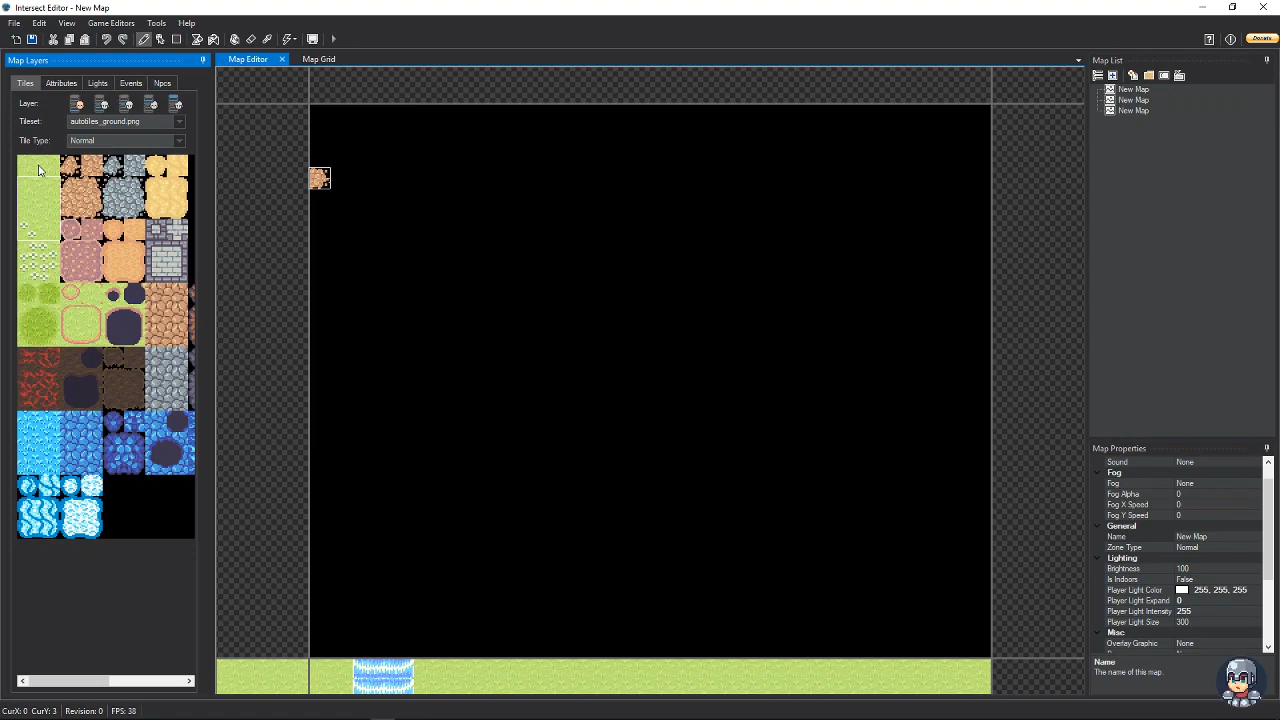 Intersect Editor - New Map
File Edit View Game Editors Tools Help
Donate
Map Layers
Map Editor
Map Grid
Map List
Tiles Attributes Lights Events Npcs
Layer:
Tileset: autotiles_ground.png
Tile Type: Normal
New Map
New Map
New Map
Map Properties
Sound None
Fog
Fog None
Fog Alpha 0
Fog X Speed 0
Fog Y Speed 0
General
Name New Map
Zone Type Normal
Lighting
Brightness 100
Is Indoors False
Player Light Color 255, 255, 255
Player Light Expand 0
Player Light Intensity 255
Player Light Size 300
Misc
Overlay Graphic None
Name
The name of this map.
CurX: 0 CurY: 3 Revision: 0 FPS: 38